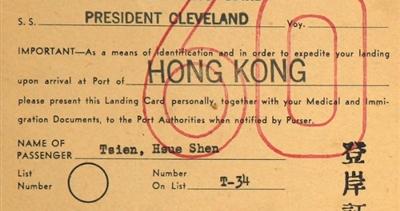 S. S. PRESIDENT CLEVELAND Voy.
IMPORTANT—As a means of identification and in order to expedite your landing
upon arrival at Port of HONG KONG
please present this Landing Card personally, together with your Medical and Immi-
gration Documents, to the Port Authorities when notified by Purser.
NAME OF
PASSENGER Tsien, Hsue Shen
List Number
Number On List T-34
60
登岸